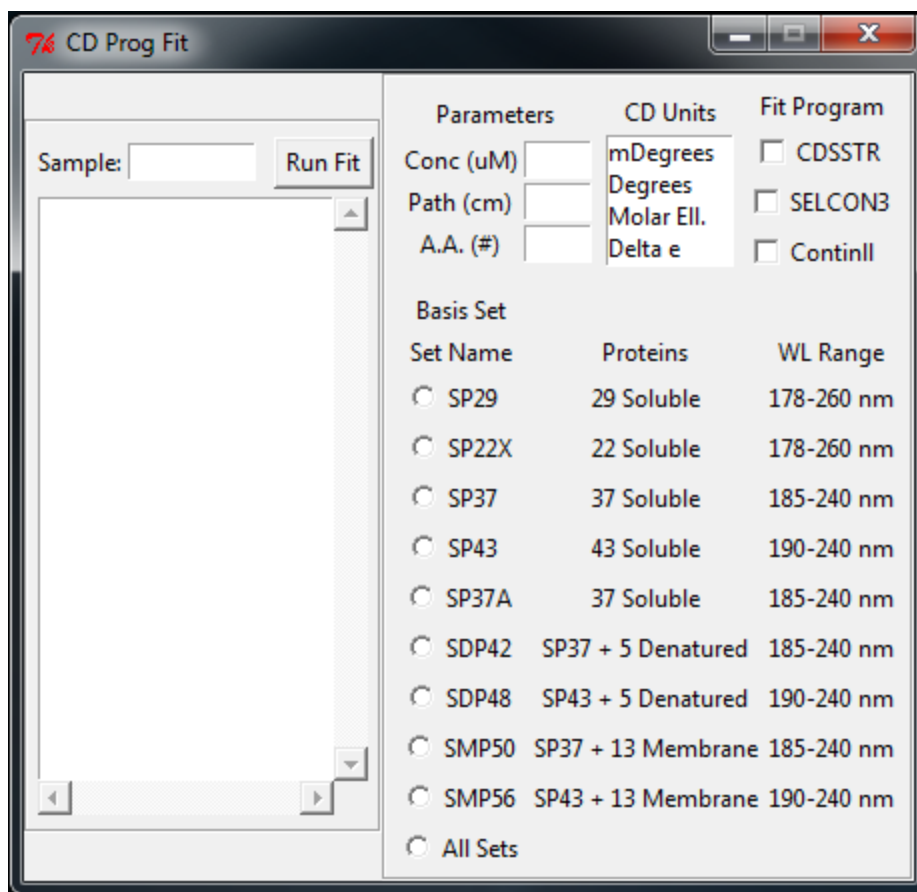 CD Prog Fit
Sample:
Run Fit
Parameters
Conc (uM)
Path (cm)
A.A. (#)
CD Units
mDegrees
Degrees
Molar Ell.
Delta e
Fit Program
CDSSTR
SELCON3
ContinII
Basis Set
Set Name Proteins WL Range
SP29 29 Soluble 178-260 nm
SP22X 22 Soluble 178-260 nm
SP37 37 Soluble 185-240 nm
SP43 43 Soluble 190-240 nm
SP37A 37 Soluble 185-240 nm
SDP42 SP37 + 5 Denatured 185-240 nm
SDP48 SP43 + 5 Denatured 190-240 nm
SMP50 SP37 + 13 Membrane 185-240 nm
SMP56 SP43 + 13 Membrane 190-240 nm
All Sets